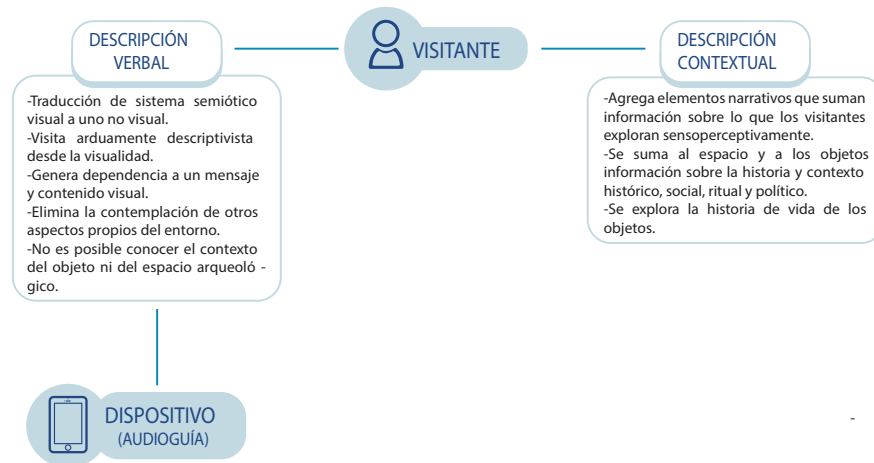 DESCRIPCIÓN
VERBAL
-Traducción de sistema semiótico
visual a uno no visual.
-Visita arduamente descriptivista
desde la visualidad.
-Genera dependencia a un mensaje
y contenido visual.
-Elimina la contemplación de otros
aspectos propios del entorno.
-No es posible conocer el contexto
del objeto ni del espacio arqueoló -
gico.
VISITANTE
DESCRIPCIÓN
CONTEXTUAL
-Agrega elementos narrativos que suman
información sobre lo que los visitantes
exploran sensoperceptivamente.
-Se suma al espacio y a los objetos
información sobre la historia y contexto
histórico, social, ritual y político.
-Se explora la historia de vida de los
objetos.
DISPOSITIVO
(AUDIOGUÍA)
-